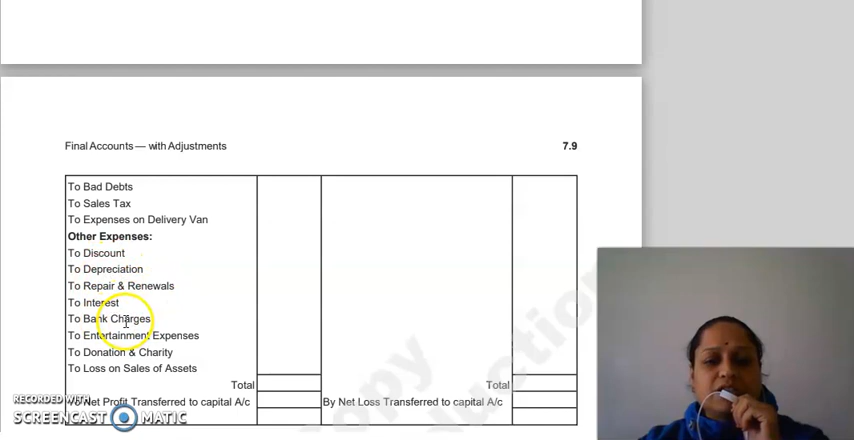 Final Accounts — with Adjustments 7.9
To Bad Debts
To Sales Tax
To Expenses on Delivery Van
Other Expenses:
To Discount
To Depreciation
To Repair & Renewals
To Interest
To Bank Charges
To Entertainment Expenses
To Donation & Charity
To Loss on Sales of Assets
Total Total
To Net Profit Transferred to capital A/c By Net Loss Transferred to capital A/c
RECORDED WITH
SCREENCAST MATIC